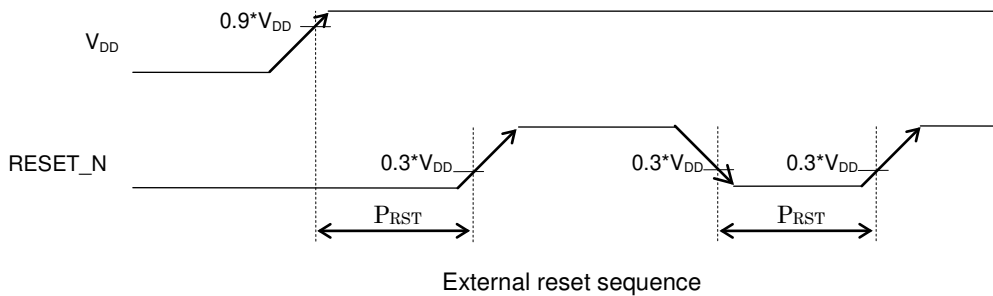 0.9*VDD
VDD
RESET_N
0.3*VDD
0.3*VDD
0.3*VDD
PRST
PRST
External reset sequence